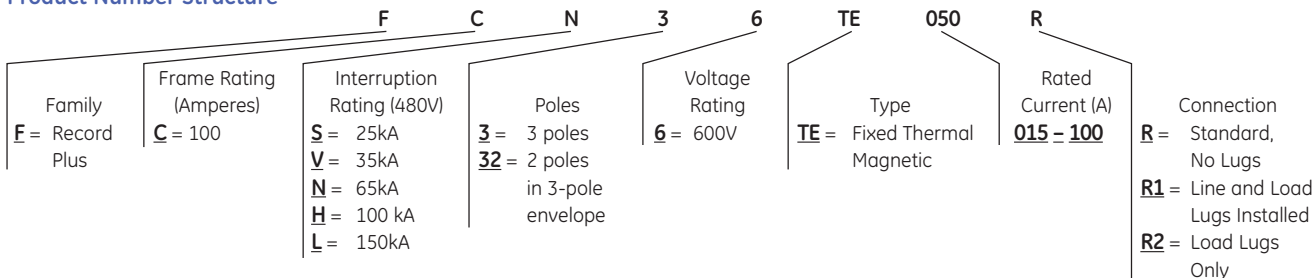 Product Number Structure
F C N 3 6 TE 050 R
Family
F = Record
Plus
Frame Rating
(Amperes)
C = 100
Interruption
Rating (480V)
S = 25kA
V = 35kA
N = 65kA
H = 100 kA
L = 150kA
Poles
3 = 3 poles
32 = 2 poles
in 3-pole
envelope
Voltage
Rating
6 = 600V
Type
TE = Fixed Thermal
Magnetic
Rated
Current (A)
015 – 100
Connection
R = Standard,
No Lugs
R1 = Line and Load
Lugs Installed
R2 = Load Lugs
Only